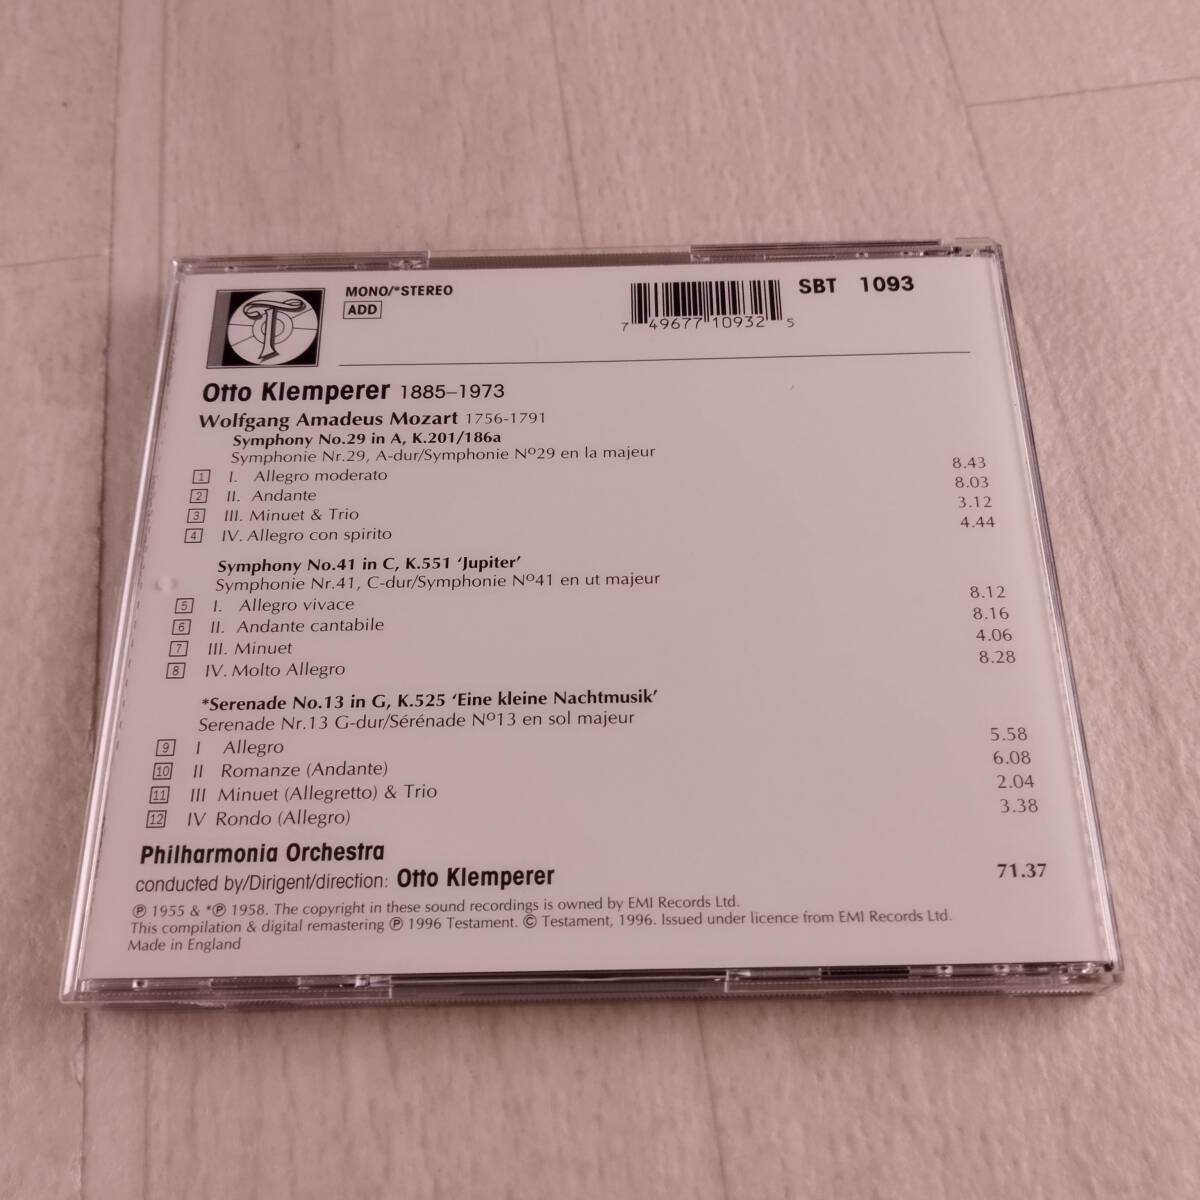 T
MONO/*STEREO
ADD
7 49677 10932 5
SBT 1093
Otto Klemperer 1885–1973
Wolfgang Amadeus Mozart 1756-1791
Symphony No.29 in A, K.201/186a
Symphonie Nr.29, A-dur/Symphonie Nº29 en la majeur
1 I. Allegro moderato 8.43
2 II. Andante 8.03
3 III. Minuet & Trio 3.12
4 IV. Allegro con spirito 4.44
Symphony No.41 in C, K.551 ‘Jupiter’
Symphonie Nr.41, C-dur/Symphonie Nº41 en ut majeur
5 I. Allegro vivace 8.12
6 II. Andante cantabile 8.16
7 III. Minuet 4.06
8 IV. Molto Allegro 8.28
*Serenade No.13 in G, K.525 ‘Eine kleine Nachtmusik’
Serenade Nr.13 G-dur/Sérénade Nº13 en sol majeur
9 I Allegro 5.58
10 II Romanze (Andante) 6.08
11 III Minuet (Allegretto) & Trio 2.04
12 IV Rondo (Allegro) 3.38
Philharmonia Orchestra
conducted by/Dirigent/direction: Otto Klemperer 71.37
℗ 1955 & *℗ 1958. The copyright in these sound recordings is owned by EMI Records Ltd.
This compilation & digital remastering ℗ 1996 Testament. © Testament, 1996. Issued under licence from EMI Records Ltd.
Made in England